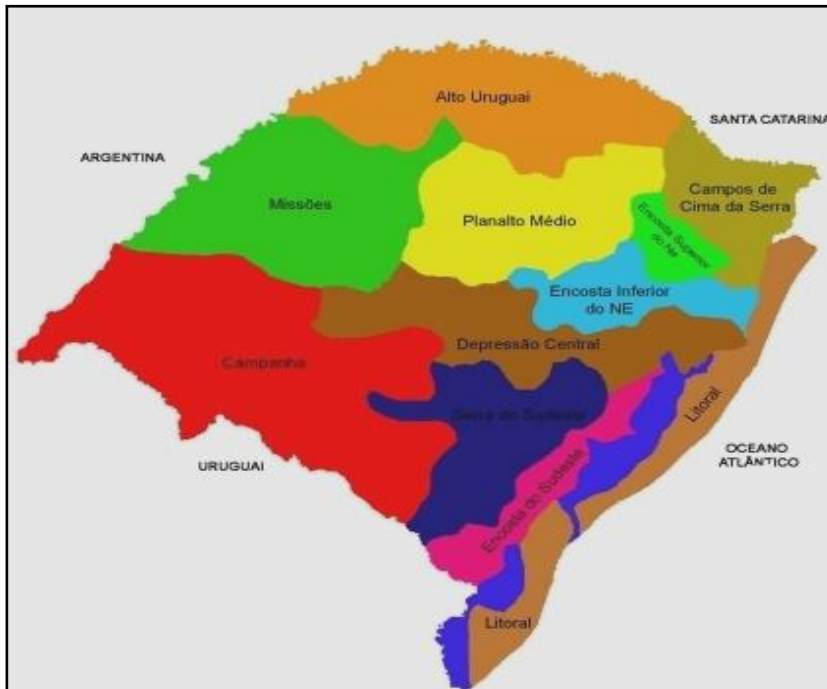 Alto Uruguai
SANTA CATARINA
ARGENTINA
Missões
Planalto Médio
Campos de
Cima da Serra
Encosta Superior
do Ne
Encosta Inferior
do NE
Depressão Central
Campanha
Serra do Sudeste
Litoral
OCEANO
ATLÂNTICO
URUGUAI
Encosta do Sudeste
Litoral